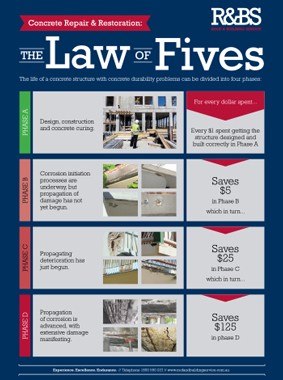 Concrete Repair & Restoration:
R&BS
THE Law OF Fives
The life of a concrete structure with concrete durability problems can be divided into four phases:
PHASE A
Design, construction
and concrete curing.
For every dollar spent...
Every $1 spent getting the
structure designed and
built correctly in Phase A
PHASE B
Corrosion initiation
processes are
underway, but
propagation of
damage has not
yet begun.
Saves
$5
in Phase B
which in turn...
PHASE C
Propagating
deterioration has
just begun.
Saves
$25
in Phase C
which in turn...
PHASE D
Propagation
of corrosion is
advanced, with
extensive damage
manifesting.
Saves
$125
in phase D